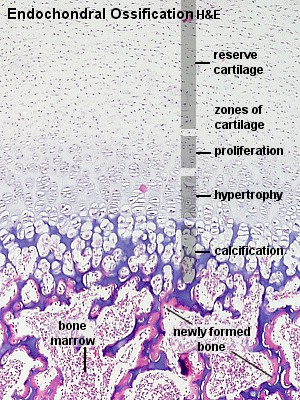 Endochondral Ossification H&E
reserve
cartilage
zones of
cartilage
proliferation
hypertrophy
calcification
bone
marrow
newly formed
bone